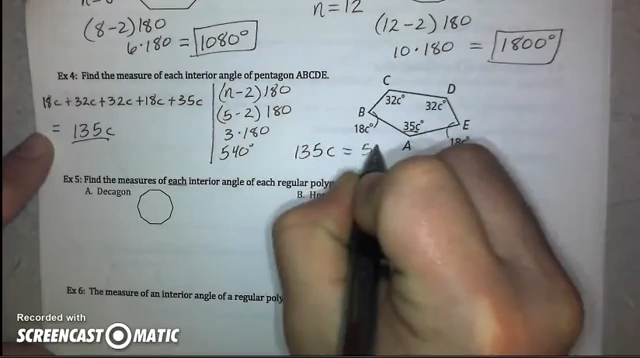 n = 12
(8-2)180
6·180 = 1080°
(12-2)180
10·180 = 1800°
Ex 4: Find the measure of each interior angle of pentagon ABCDE.
18c+32c+32c+18c+35c
= 135c
(n-2)180
(5-2)180
3·180
540°
C
D
32c°
32c°
B
18c°
35c°
E
A
18c°
135c = 5
Ex 5: Find the measures of each interior angle of each regular
A. Decagon
B.
Ex 6: The measure of an interior angle of a regular
Recorded with
SCREENCAST O MATIC